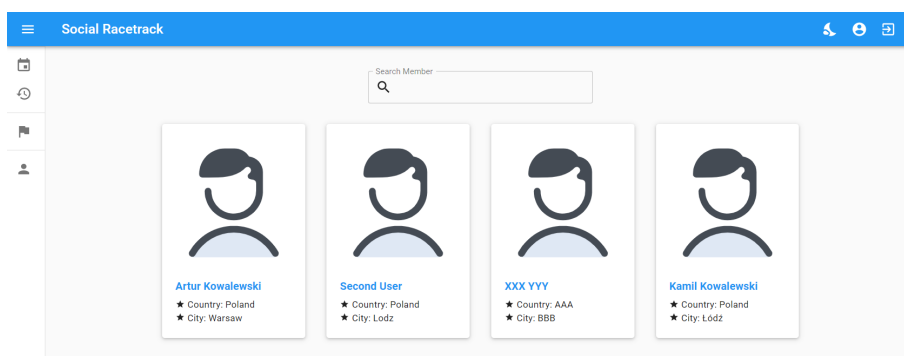 Social Racetrack
Search Member
Artur Kowalewski
Country: Poland
City: Warsaw
Second User
Country: Poland
City: Lodz
XXX YYY
Country: AAA
City: BBB
Kamil Kowalewski
Country: Poland
City: Łódź